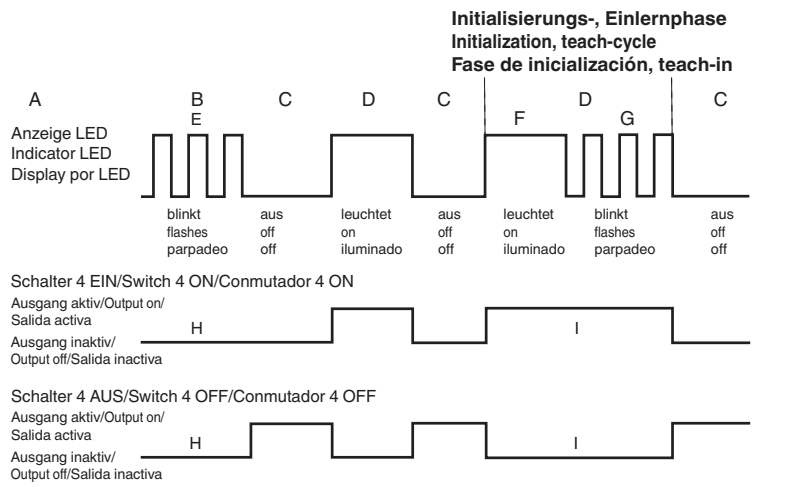 Initialisierungs-, Einlernphase
Initialization, teach-cycle
Fase de inicialización, teach-in
A B C D C D C
E F G
Anzeige LED
Indicator LED
Display por LED
blinkt aus leuchtet aus leuchtet blinkt aus
flashes off on off on flashes off
parpadeo off iluminado off iluminado parpadeo off
Schalter 4 EIN/Switch 4 ON/Conmutador 4 ON
Ausgang aktiv/Output on/
Salida activa
H I
Ausgang inaktiv/
Output off/Salida inactiva
Schalter 4 AUS/Switch 4 OFF/Conmutador 4 OFF
Ausgang aktiv/Output on/
Salida activa
H I
Ausgang inaktiv/
Output off/Salida inactiva